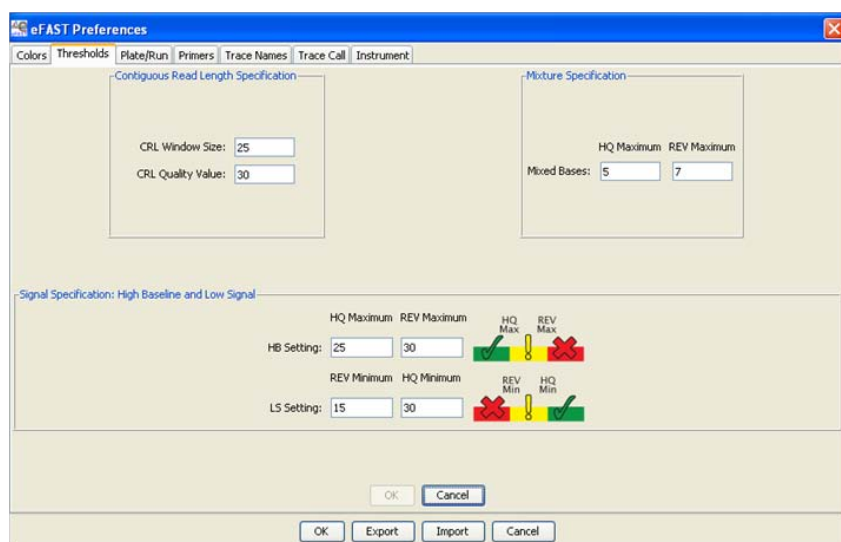 eFAST Preferences
Colors Thresholds Plate/Run Primers Trace Names Trace Call Instrument
Contiguous Read Length Specification
CRL Window Size: 25
CRL Quality Value: 30
Mixture Specification
HQ Maximum REV Maximum
Mixed Bases: 5 7
Signal Specification: High Baseline and Low Signal
HQ Maximum REV Maximum
HQ Max REV Max
HB Setting: 25 30
REV Minimum HQ Minimum
REV Min HQ Min
LS Setting: 15 30
OK Cancel
OK Export Import Cancel